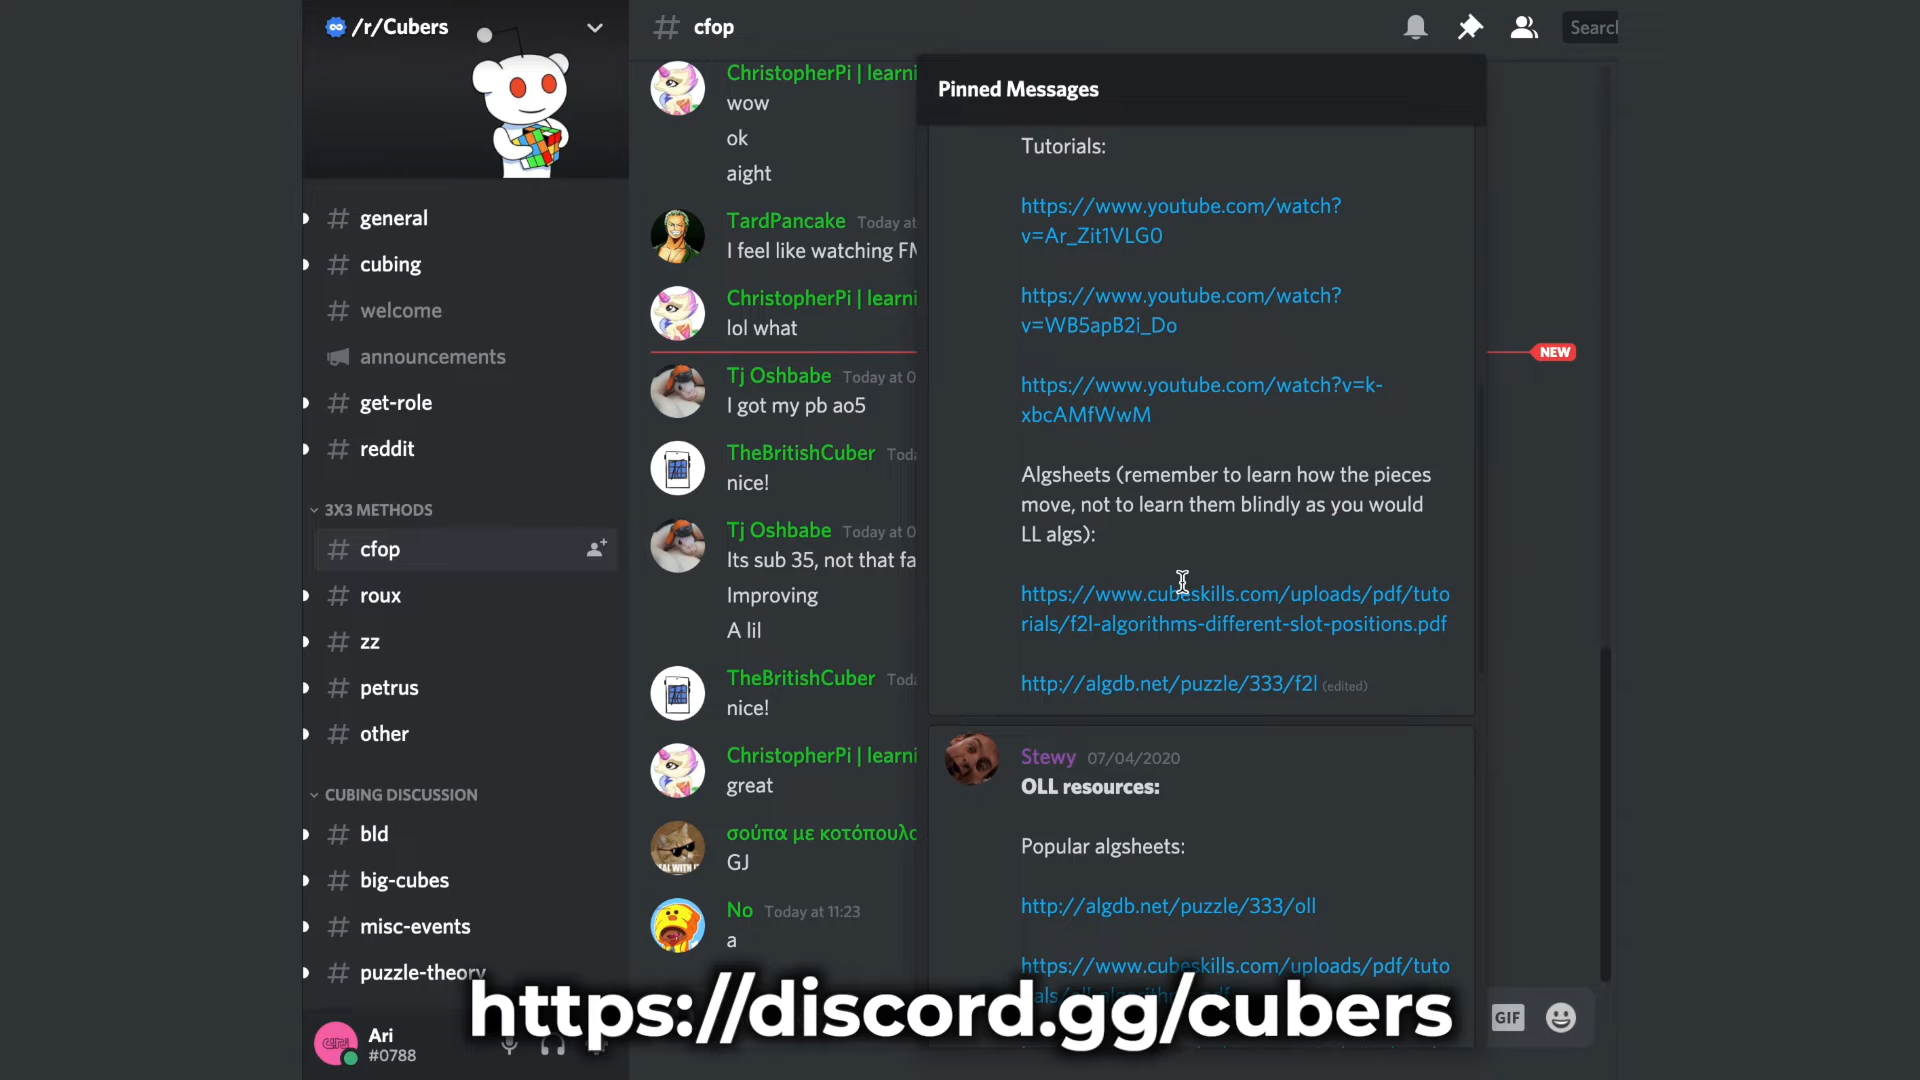 /r/Cubers
general
cubing
welcome
announcements
get-role
reddit
3X3 METHODS
cfop
roux
zz
petrus
other
CUBING DISCUSSION
bld
big-cubes
misc-events
puzzle-theory
Ari
#0788
cfop
Search
ChristopherPi | learni
wow
ok
aight
TardPancake Today at
I feel like watching FM
ChristopherPi | learni
lol what
NEW
Tj Oshbabe Today at 0
I got my pb ao5
TheBritishCuber Toda
nice!
Tj Oshbabe Today at 0
Its sub 35, not that fa
Improving
A lil
TheBritishCuber Toda
nice!
ChristopherPi | learni
great
σούπα με κοτόπουλο
GJ
No Today at 11:23
a
Pinned Messages
Tutorials:
https://www.youtube.com/watch?
v=Ar_Zit1VLG0
https://www.youtube.com/watch?
v=WB5apB2i_Do
https://www.youtube.com/watch?v=k-
xbcAMfWwM
Algsheets (remember to learn how the pieces
move, not to learn them blindly as you would
LL algs):
https://www.cubeskills.com/uploads/pdf/tuto
rials/f2l-algorithms-different-slot-positions.pdf
http://algdb.net/puzzle/333/f2l (edited)
Stewy 07/04/2020
OLL resources:
Popular algsheets:
http://algdb.net/puzzle/333/oll
https://www.cubeskills.com/uploads/pdf/tuto
GIF
https://discord.gg/cubers